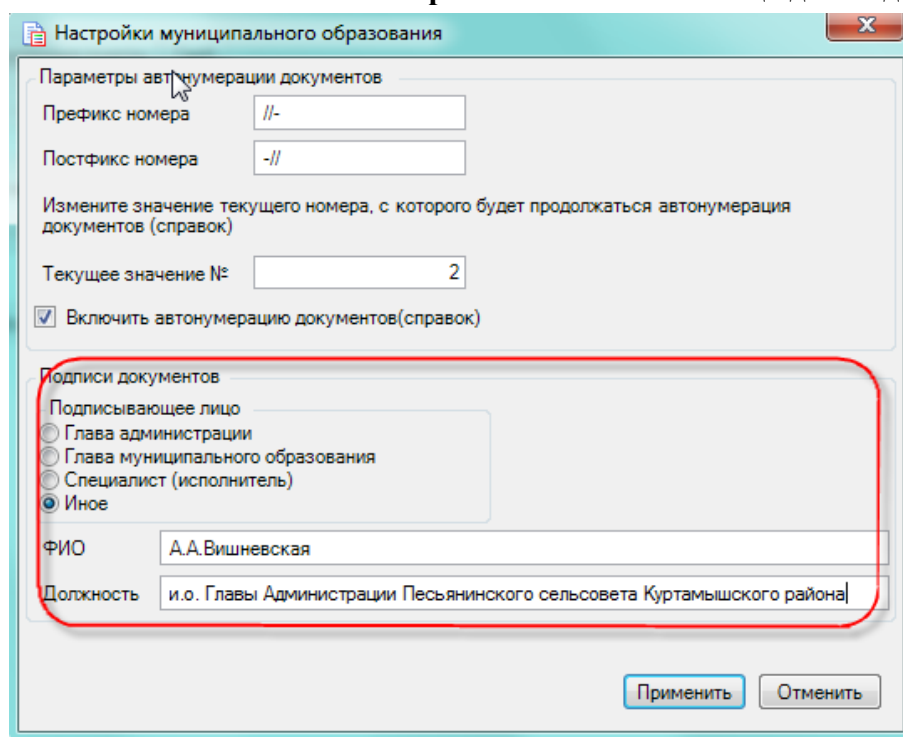 Настройки муниципального образования
Параметры автонумерации документов
Префикс номера //-
Постфикс номера -//
Измените значение текущего номера, с которого будет продолжаться автонумерация
документов (справок)
Текущее значение № 2
Включить автонумерацию документов(справок)
Подписи документов
Подписывающее лицо
Глава администрации
Глава муниципального образования
Специалист (исполнитель)
Иное
ФИО А.А.Вишневская
Должность и.о. Главы Администрации Песьянинского сельсовета Куртамышского района
Применить Отменить